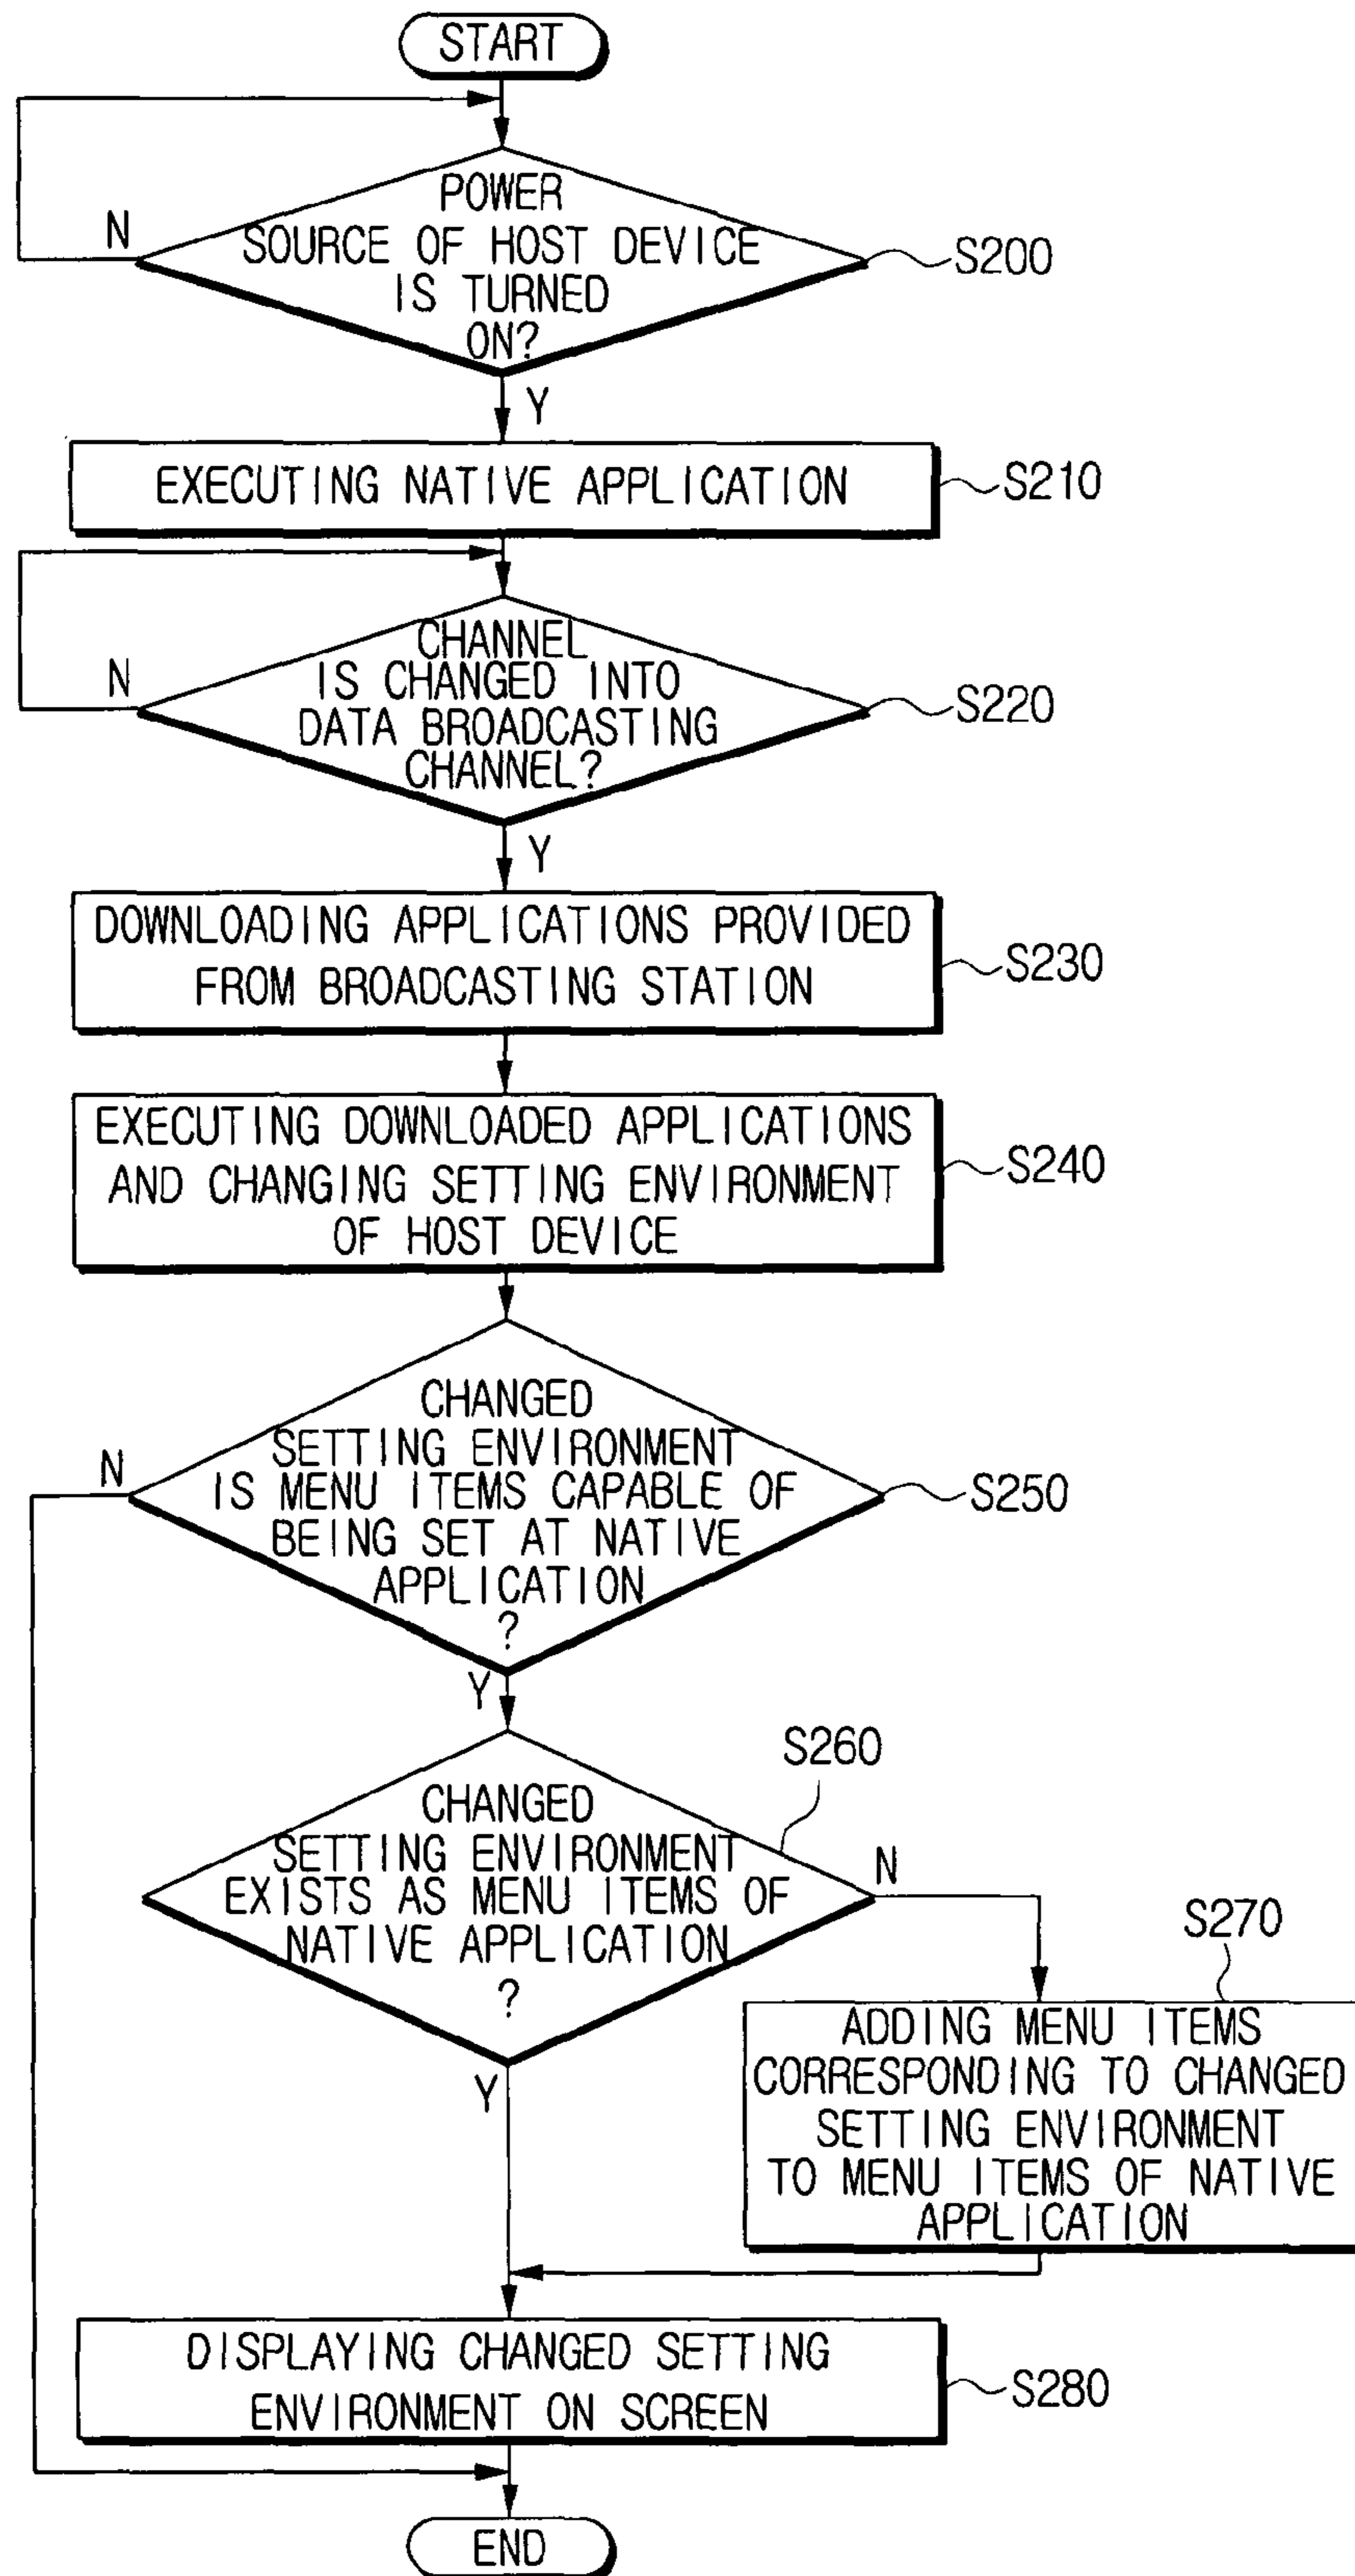 START
POWER
SOURCE OF HOST DEVICE
IS TURNED
ON?
N
S200
Y
EXECUTING NATIVE APPLICATION
S210
CHANNEL
IS CHANGED INTO
DATA BROADCASTING
CHANNEL?
N
S220
Y
DOWNLOADING APPLICATIONS PROVIDED
FROM BROADCASTING STATION
S230
EXECUTING DOWNLOADED APPLICATIONS
AND CHANGING SETTING ENVIRONMENT
OF HOST DEVICE
S240
CHANGED
SETTING ENVIRONMENT
IS MENU ITEMS CAPABLE OF
BEING SET AT NATIVE
APPLICATION
?
N
S250
Y
S260
CHANGED
SETTING ENVIRONMENT
EXISTS AS MENU ITEMS OF
NATIVE APPLICATION
?
N
Y
S270
ADDING MENU ITEMS
CORRESPONDING TO CHANGED
SETTING ENVIRONMENT
TO MENU ITEMS OF NATIVE
APPLICATION
DISPLAYING CHANGED SETTING
ENVIRONMENT ON SCREEN
S280
END